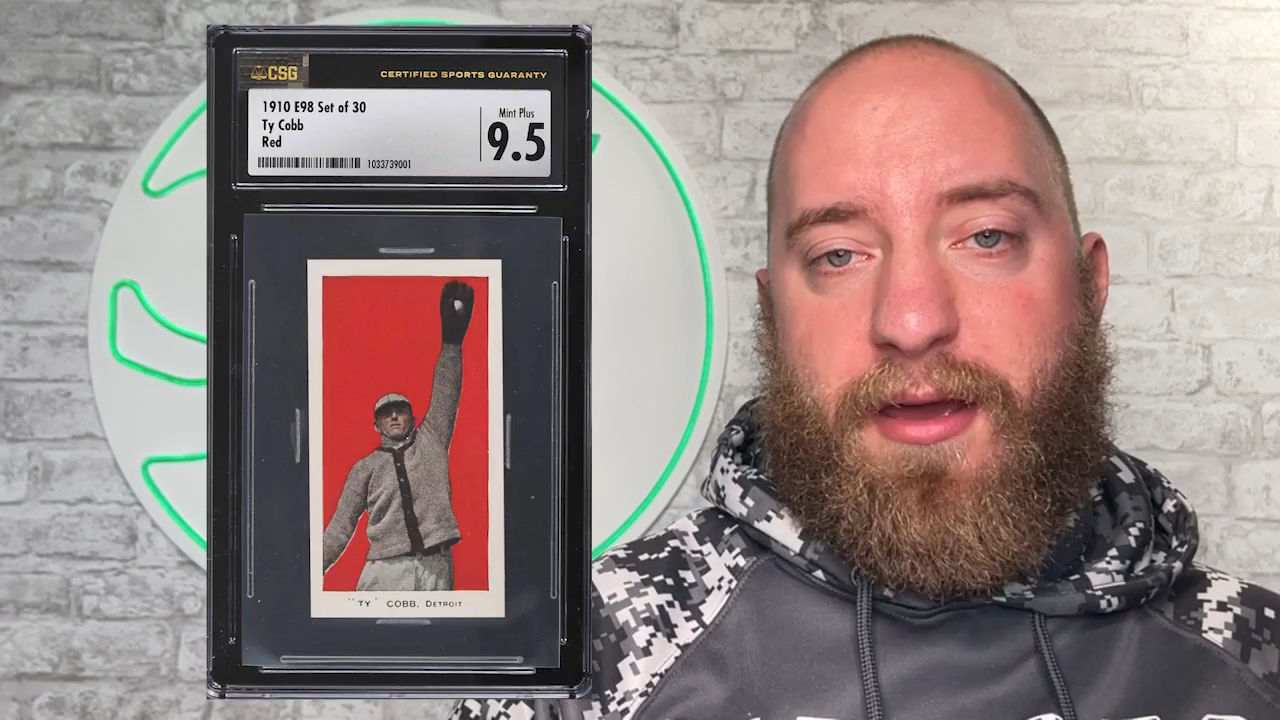 CSG
CERTIFIED SPORTS GUARANTY
1910 E98 Set of 30
Ty Cobb
Red
Mint Plus
9.5
1033739001
"TY" COBB, DETROIT